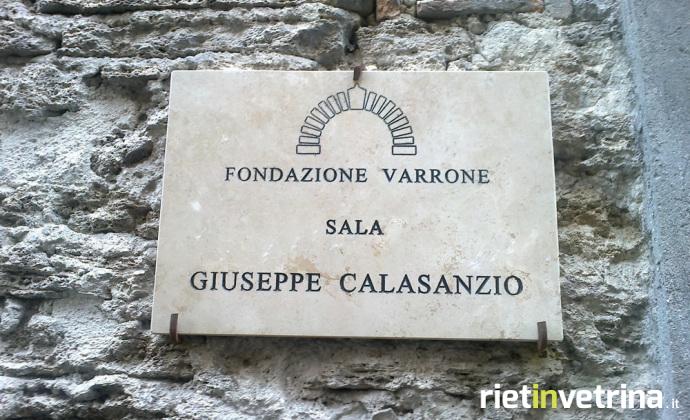 FONDAZIONE VARRONE
SALA
GIUSEPPE CALASANZIO
rietinvetrina.it